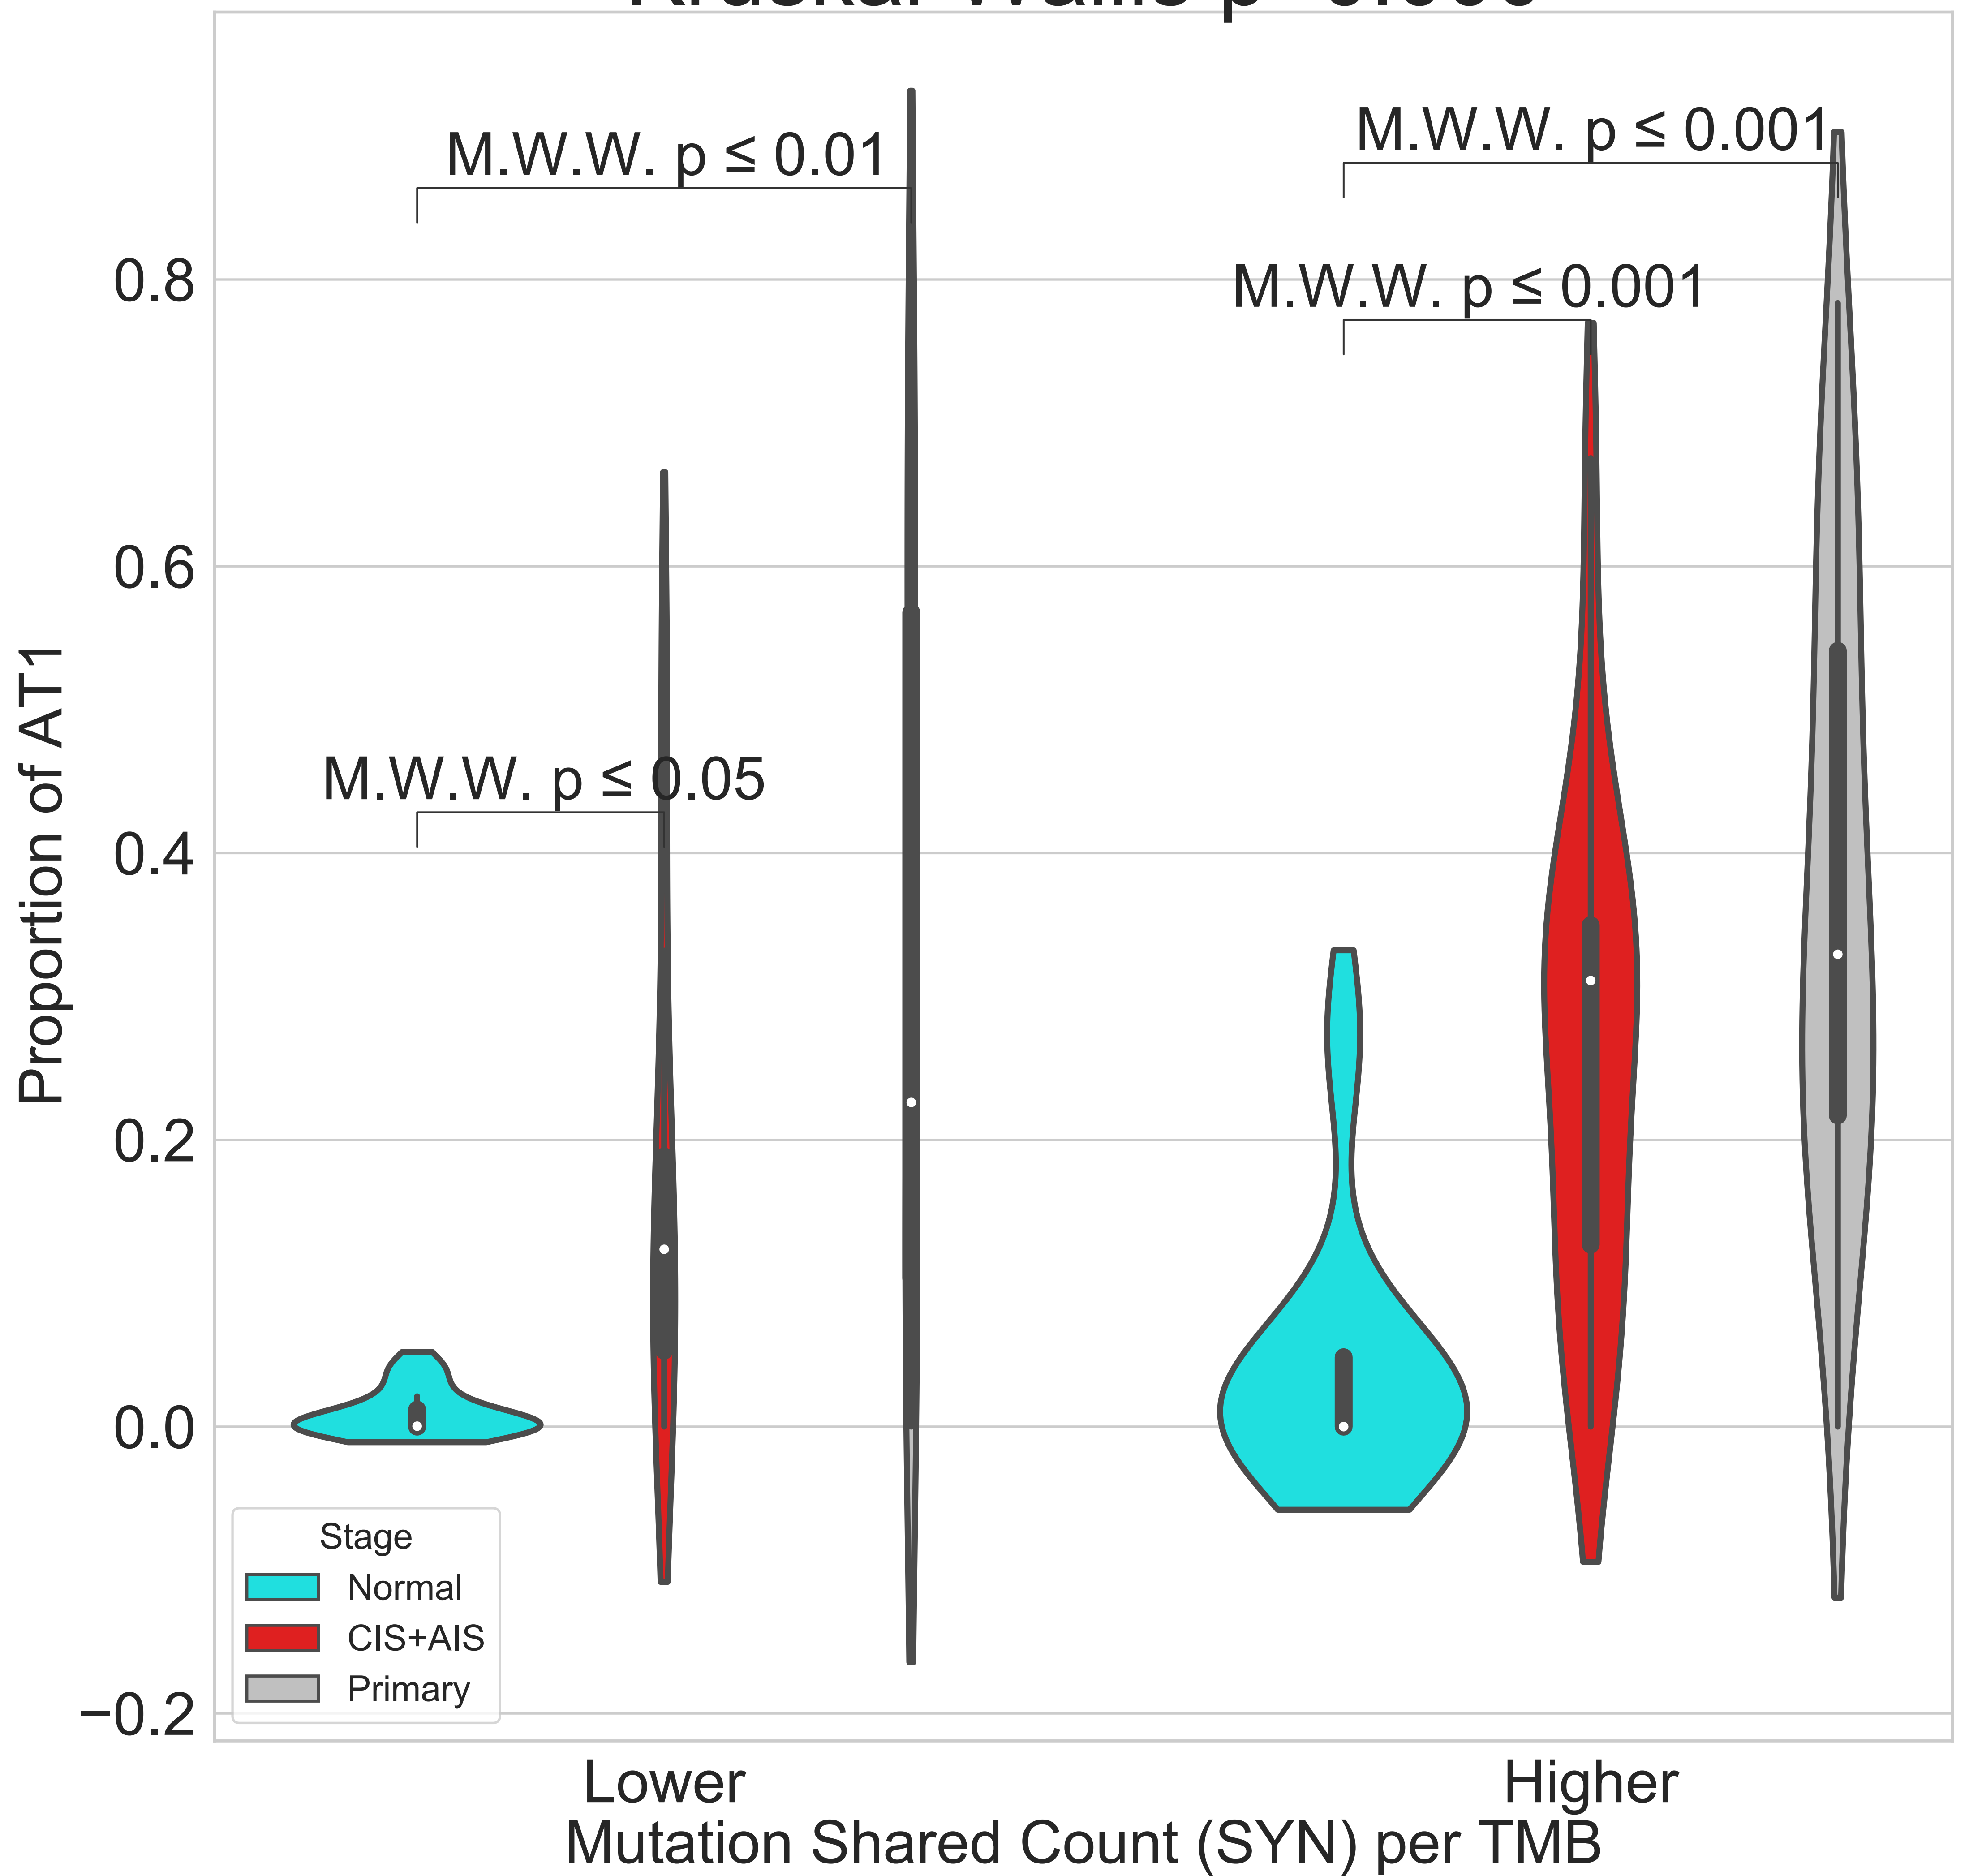 M.W.W. p ≤ 0.001
M.W.W. p ≤ 0.01
M.W.W. p ≤ 0.001
M.W.W. p ≤ 0.05
0.8
0.6
0.4
0.2
0.0
−0.2
Proportion of AT1
Stage
Normal
CIS+AIS
Primary
Lower
Higher
Mutation Shared Count (SYN) per TMB